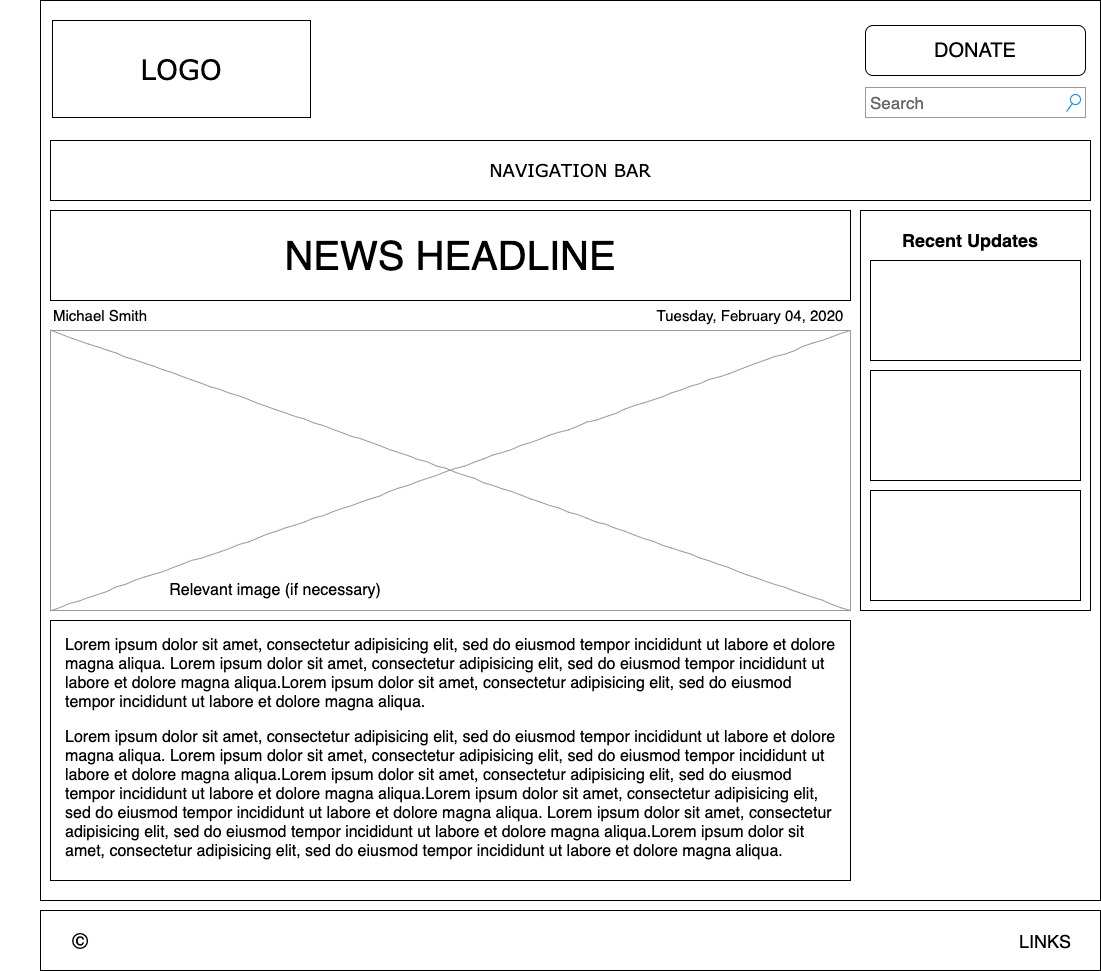 LOGO
DONATE
Search
NAVIGATION BAR
NEWS HEADLINE
Recent Updates
Michael Smith
Tuesday, February 04, 2020
Relevant image (if necessary)
Lorem ipsum dolor sit amet, consectetur adipisicing elit, sed do eiusmod tempor incididunt ut labore et dolore
magna aliqua. Lorem ipsum dolor sit amet, consectetur adipisicing elit, sed do eiusmod tempor incididunt ut
labore et dolore magna aliqua.Lorem ipsum dolor sit amet, consectetur adipisicing elit, sed do eiusmod
tempor incididunt ut labore et dolore magna aliqua.
Lorem ipsum dolor sit amet, consectetur adipisicing elit, sed do eiusmod tempor incididunt ut labore et dolore
magna aliqua. Lorem ipsum dolor sit amet, consectetur adipisicing elit, sed do eiusmod tempor incididunt ut
labore et dolore magna aliqua.Lorem ipsum dolor sit amet, consectetur adipisicing elit, sed do eiusmod
tempor incididunt ut labore et dolore magna aliqua.Lorem ipsum dolor sit amet, consectetur adipisicing elit,
sed do eiusmod tempor incididunt ut labore et dolore magna aliqua. Lorem ipsum dolor sit amet, consectetur
adipisicing elit, sed do eiusmod tempor incididunt ut labore et dolore magna aliqua.Lorem ipsum dolor sit
amet, consectetur adipisicing elit, sed do eiusmod tempor incididunt ut labore et dolore magna aliqua.
©
LINKS